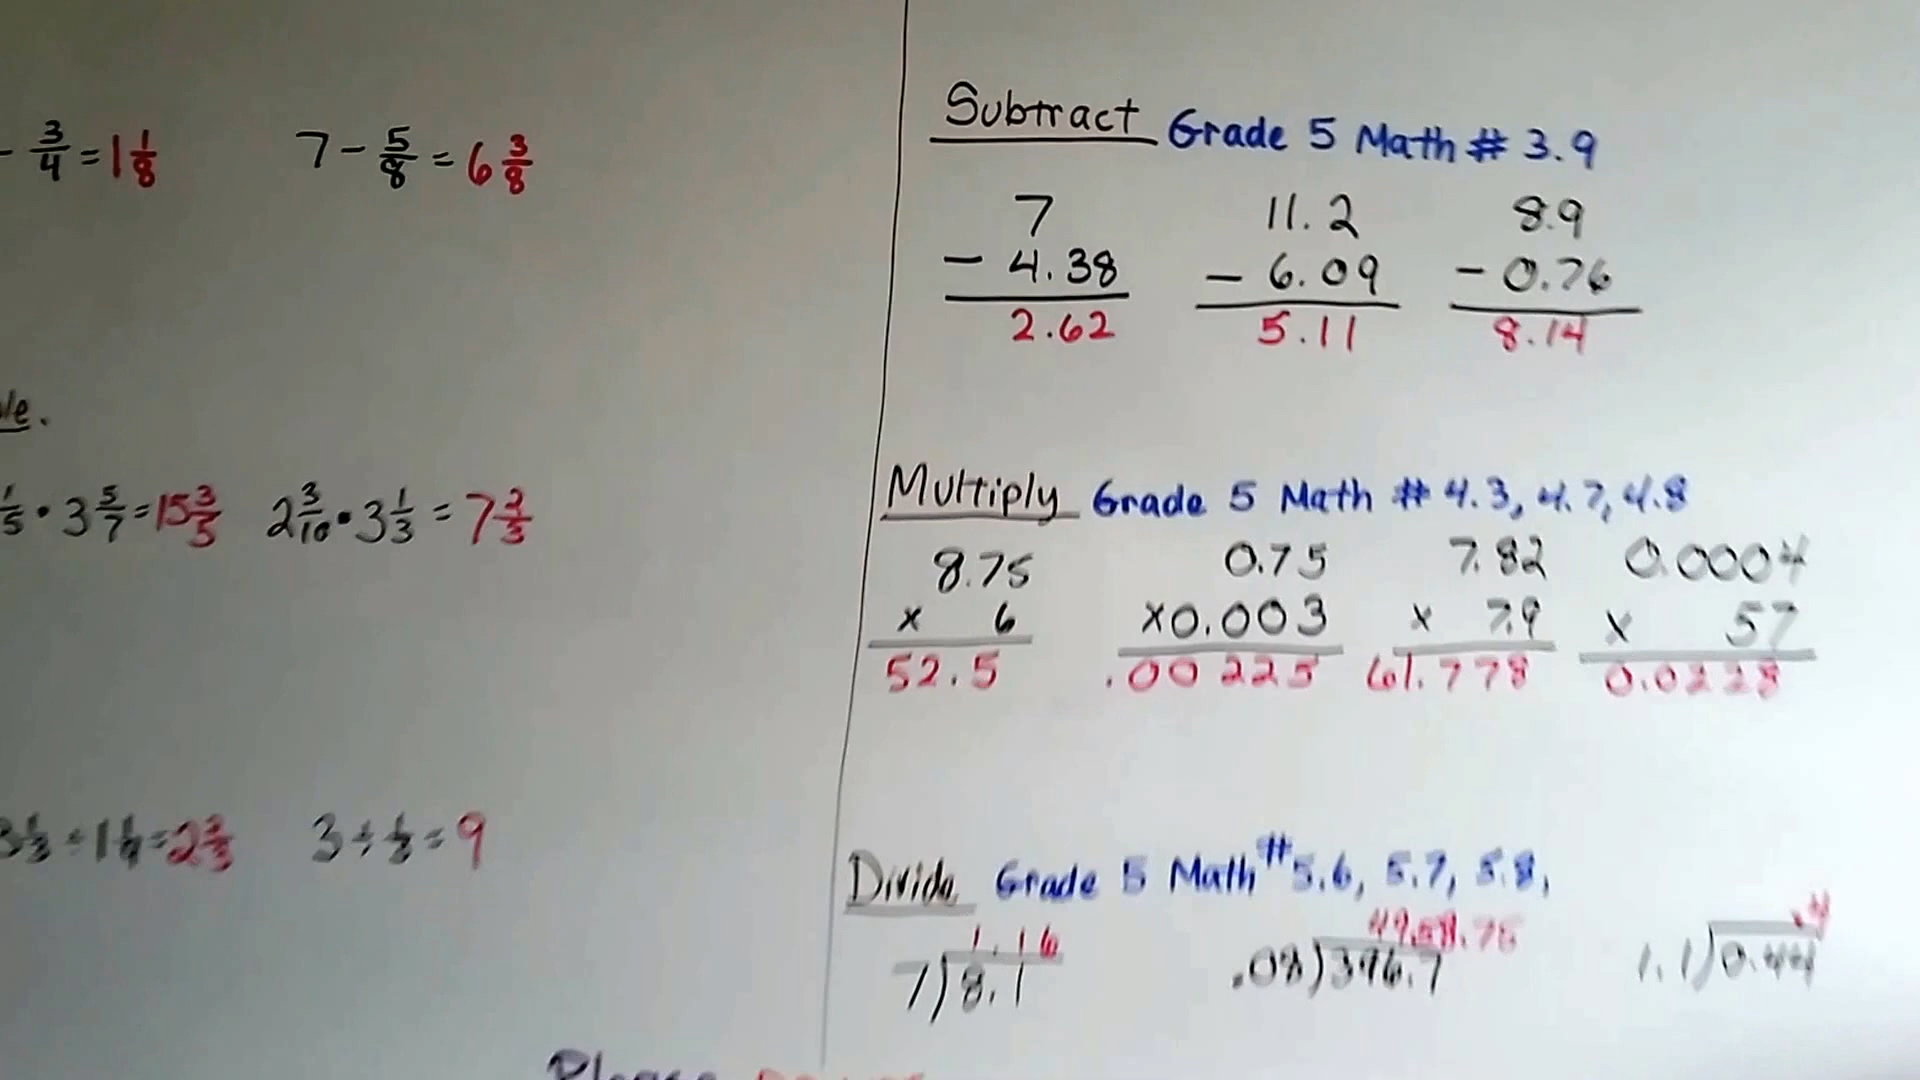 - 3/4 = 1 1/8    7 - 5/8 = 6 3/8
le.
1/5 • 3 5/7 = 15 3/5    2 3/10 • 3 1/3 = 7 2/3
3 ÷ 1/3 = 9
Subtract Grade 5 Math # 3.9
7    11.2    8.9
- 4.38    - 6.09    - 0.76
2.62    5.11    8.14
Multiply Grade 5 Math # 4.3, 4.7, 4.8
8.75    0.75    7.82    0.0004
x 6    x0.003    x 7.9    x 57
52.5    .00225    61.778    0.0228
Divide Grade 5 Math #5.6, 5.7, 5.8,
1.16    .4
7)8.1    .08)396.7    1.1)0.44
Please